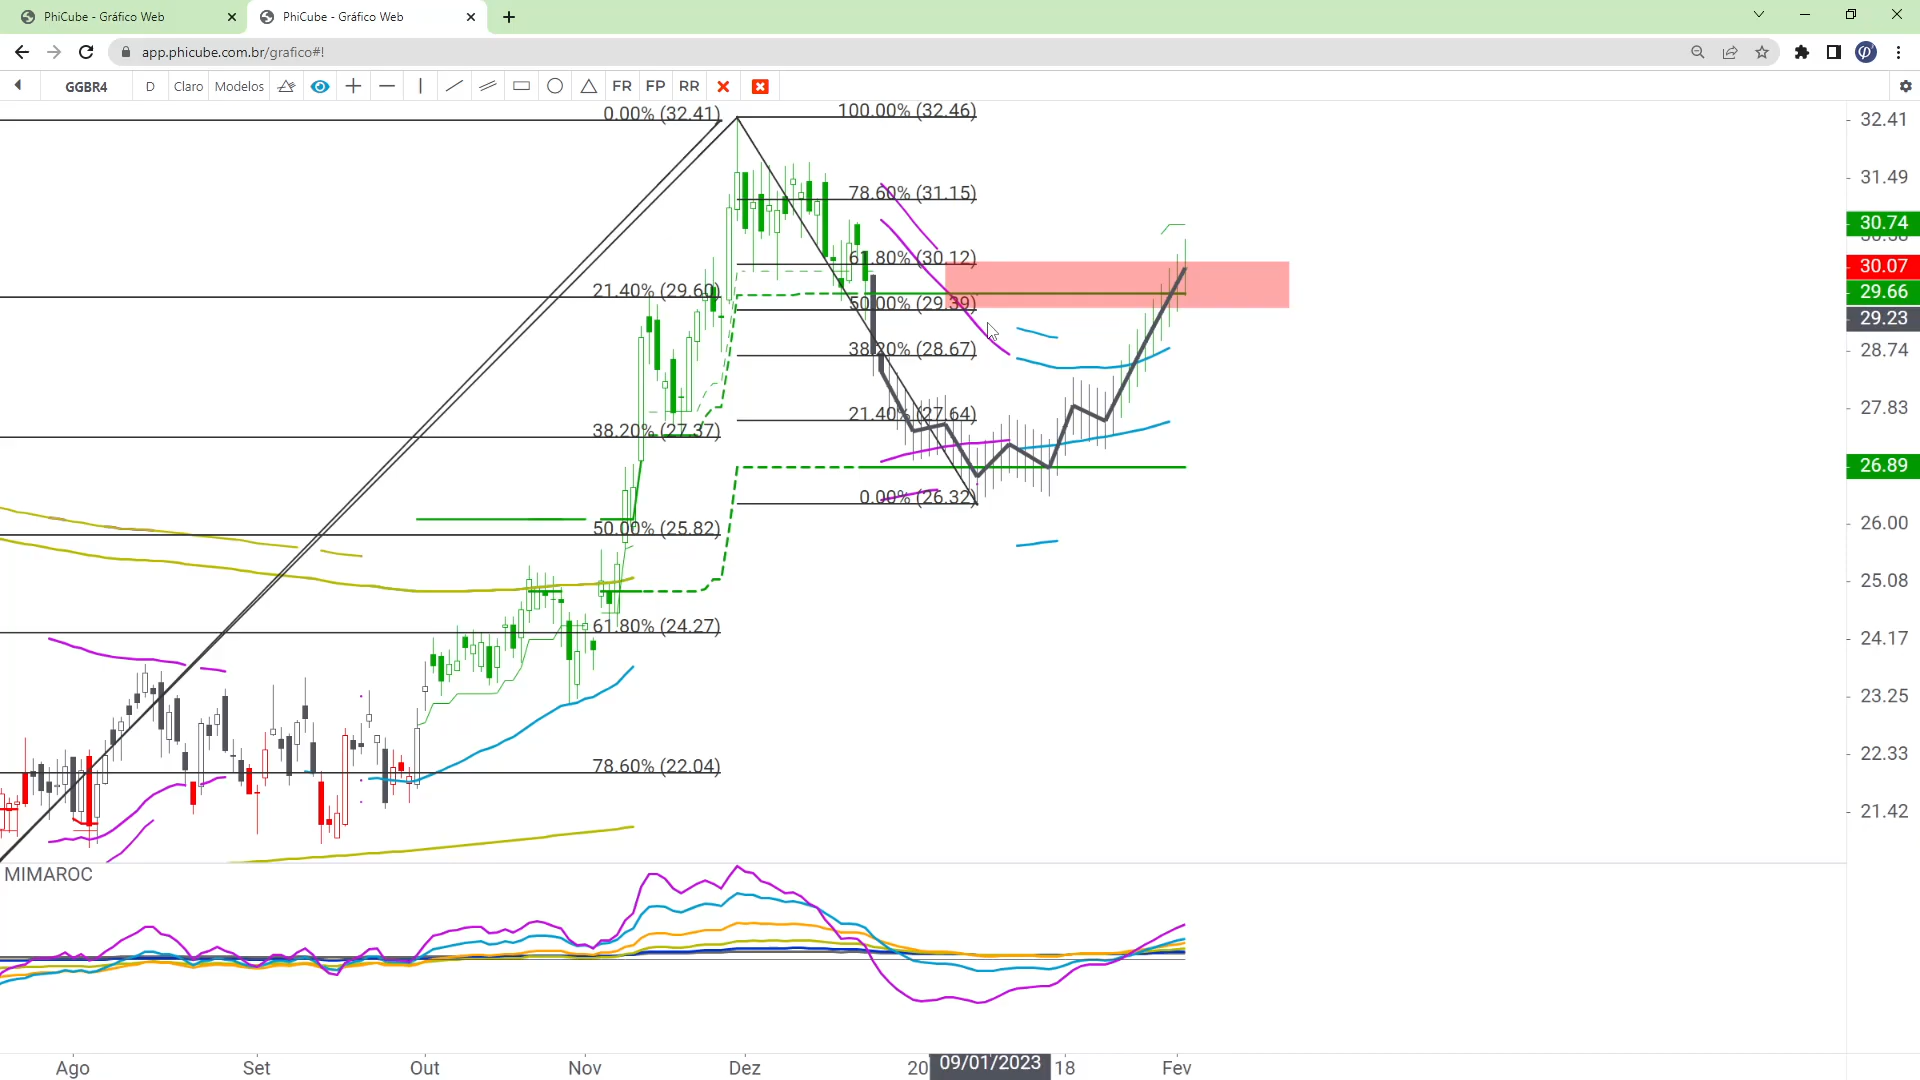 PhiCube - Gráfico Web
PhiCube - Gráfico Web
app.phicube.com.br/grafico#!
GGBR4
D
Claro
Modelos
FR
FP
RR
0.00% (32.41)
100.00% (32.46)
78.60% (31.15)
61.80% (30.12)
21.40% (29.60)
50.00% (29.39)
38.20% (28.67)
21.40% (27.64)
38.20% (27.37)
0.00% (26.32)
50.00% (25.82)
61.80% (24.27)
78.60% (22.04)
32.41
31.49
30.74
30.07
29.66
29.23
28.74
27.83
26.89
26.00
25.08
24.17
23.25
22.33
21.42
MIMAROC
Ago
Set
Out
Nov
Dez
20
09/01/2023
18
Fev